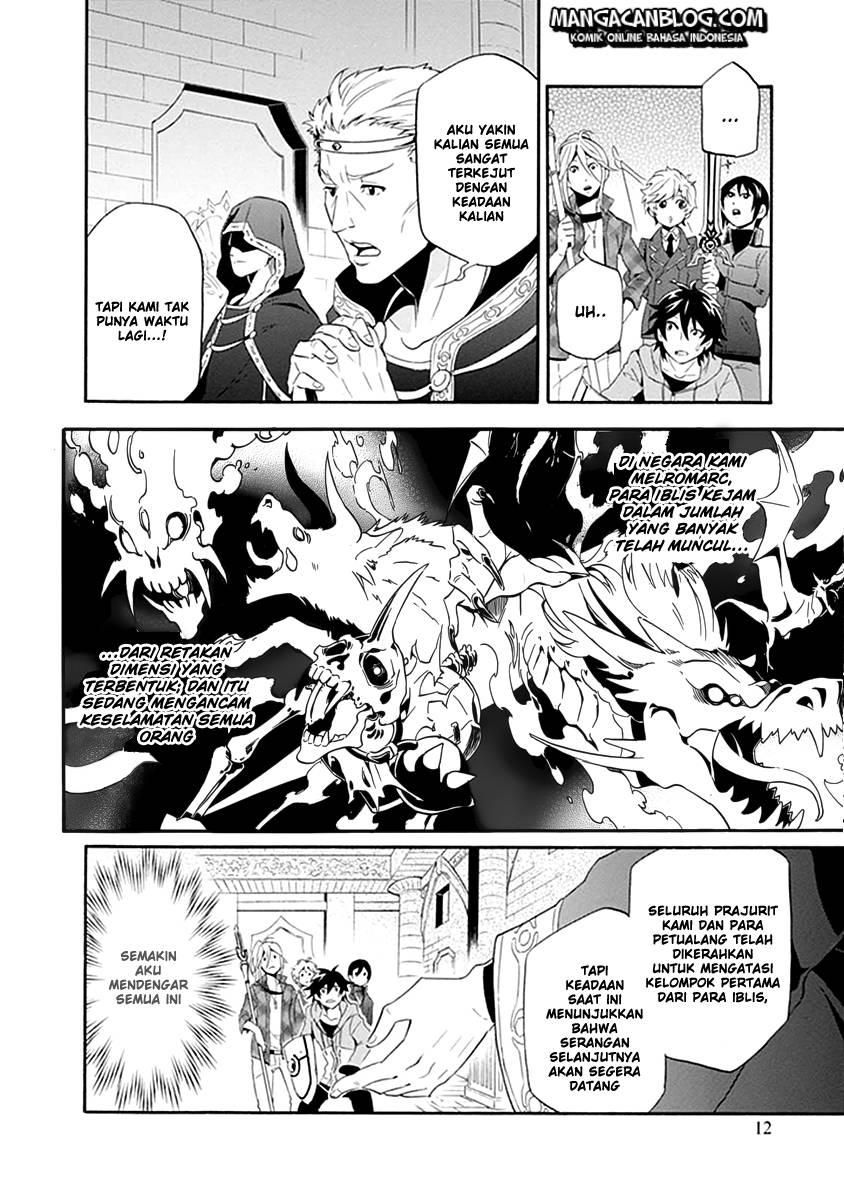 MANGACANBLOG.COM
KOMIK ONLINE BAHASA INDONESIA
...
UH..
AKU YAKIN
KALIAN SEMUA
SANGAT
TERKEJUT
DENGAN
KEADAAN
KALIAN
TAPI KAMI TAK
PUNYA WAKTU
LAGI...!
DI NEGARA KAMI
MELROMARC,
PARA IBLIS KEJAM
DALAM JUMLAH
YANG BANYAK
TELAH MUNCUL...
...DARI RETAKAN
DIMENSI YANG
TERBENTUK; DAN ITU
SEDANG MENGANCAM
KESELAMATAN SEMUA
ORANG
SELURUH PRAJURIT
KAMI DAN PARA
PETUALANG TELAH
DIKERAHKAN
UNTUK MENGATASI
KELOMPOK PERTAMA
DARI PARA IBLIS,
TAPI
KEADAAN
SAAT INI
MENUNJUKKAN
BAHWA
SERANGAN
SELANJUTNYA
AKAN SEGERA
DATANG
SEMAKIN
AKU
MENDENGAR
SEMUA INI
12